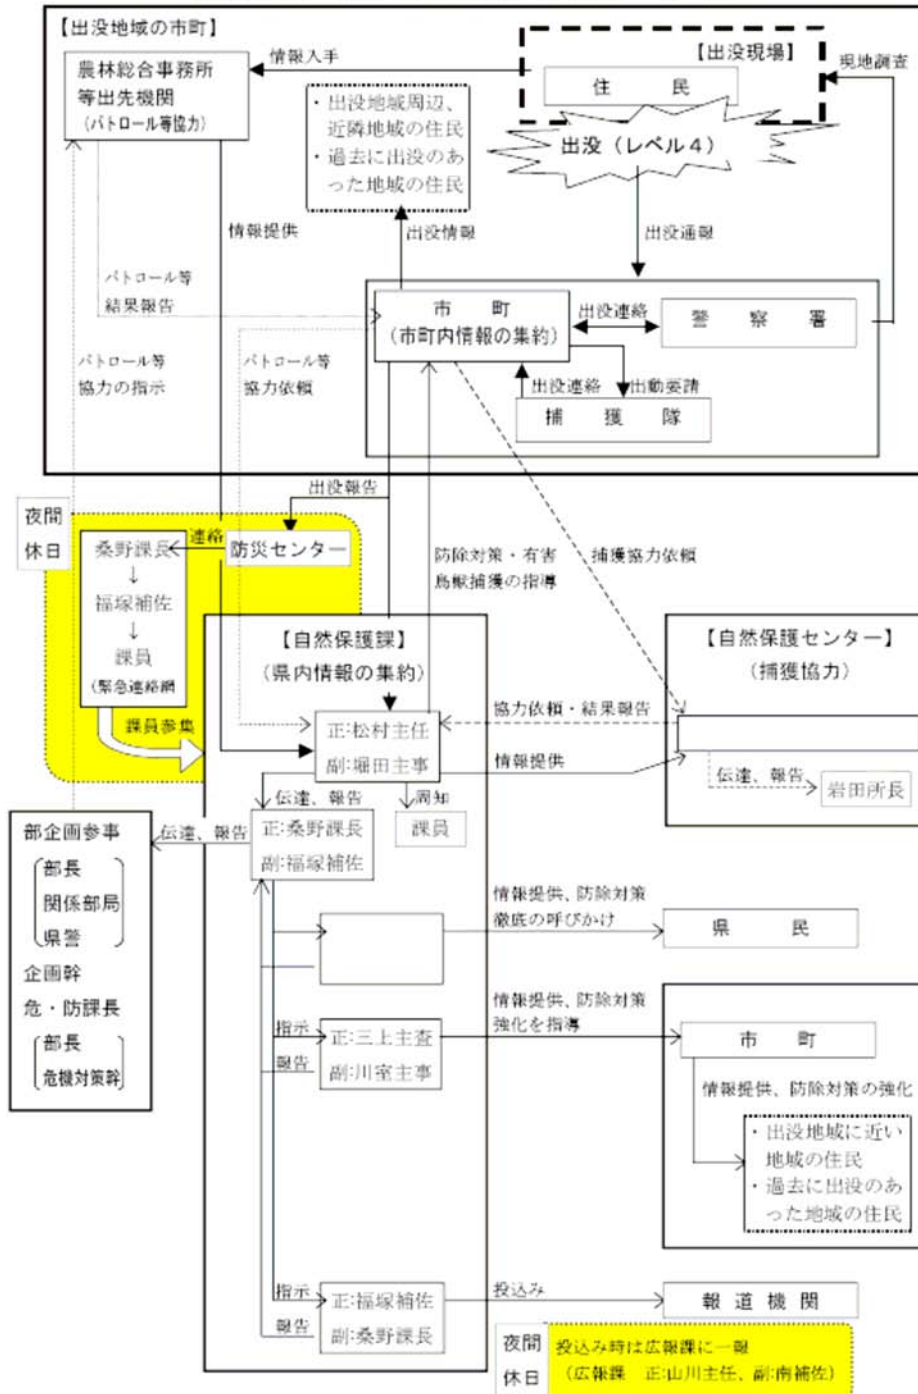 【出没地域の市町】
農林総合事務所
等出先機関
（パトロール等協力）
情報入手
【出没現場】
住　民
出没（レベル４）
現地調査
・出没地域周辺、
近隣地域の住民
・過去に出没のあ
った地域の住民
情報提供
出没情報
出没通報
パトロール等
結果報告
市　町
（市町内情報の集約）
出没連絡
警　察　署
パトロール等
協力の指示
パトロール等
協力依頼
出没連絡
出動要請
捕　獲　隊
夜間
休日
出没報告
連絡
防災センター
桑野課長
↓
福塚補佐
↓
課員
（緊急連絡網
課員参集
防除対策・有害
鳥獣捕獲の指導
捕獲協力依頼
【自然保護課】
（県内情報の集約）
【自然保護センター】
（捕獲協力）
正:松村主任
副:堀田主事
協力依頼・結果報告
情報提供
伝達、報告
岩田所長
伝達、報告
周知
課員
正:桑野課長
副:福塚補佐
伝達、報告
部企画参事
部長
関係部局
県警
企画幹
危・防課長
部長
危機対策幹
情報提供、防除対策
徹底の呼びかけ
県　民
指示
報告
正:三上主査
副:川室主事
情報提供、防除対策
強化を指導
市　町
情報提供、防除対策の強化
・出没地域に近い
地域の住民
・過去に出没のあ
った地域の住民
指示
報告
正:福塚補佐
副:桑野課長
投込み
報道機関
夜間
休日
投込み時は広報課に一報
（広報課　正:山川主任、副:南補佐）